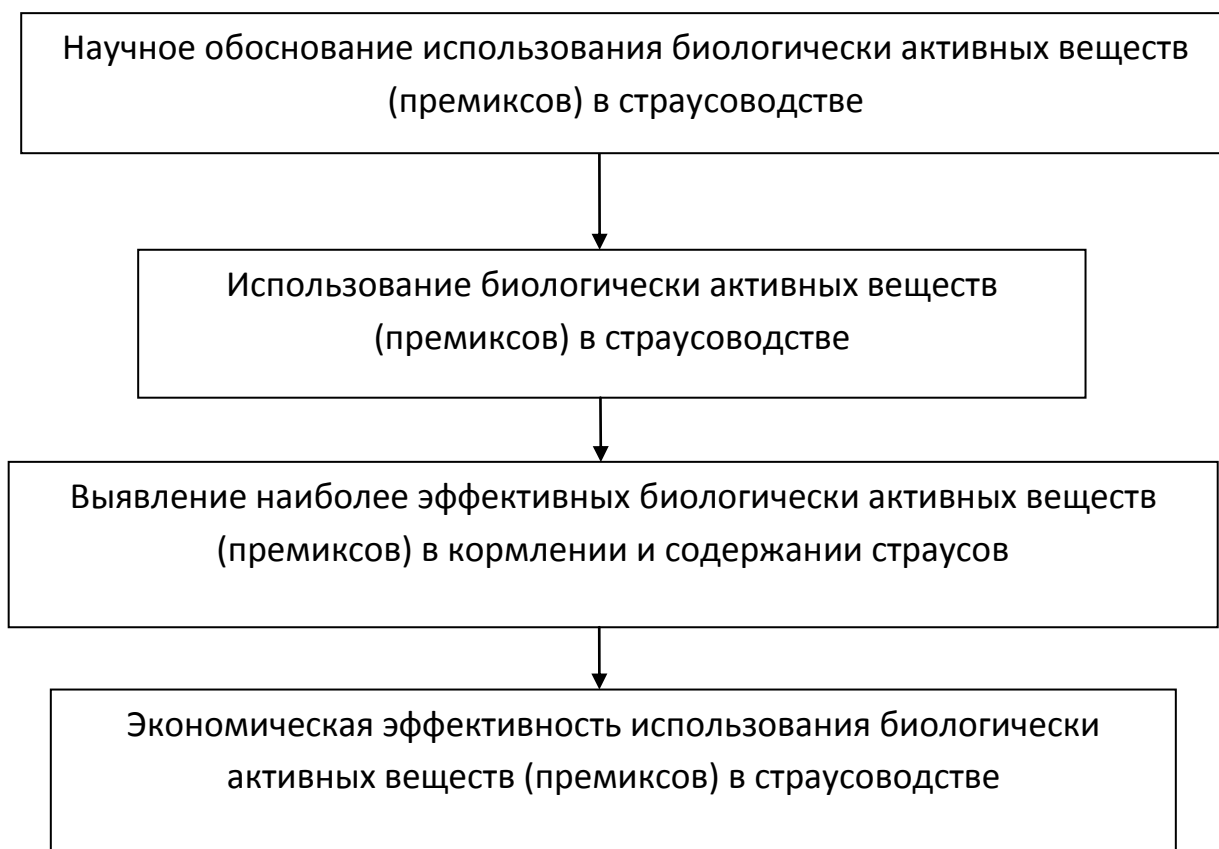 Научное обоснование использования биологически активных веществ
(премиксов) в страусоводстве
Использование биологически активных веществ
(премиксов) в страусоводстве
Выявление наиболее эффективных биологически активных веществ
(премиксов) в кормлении и содержании страусов
Экономическая эффективность использования биологически
активных веществ (премиксов) в страусоводстве